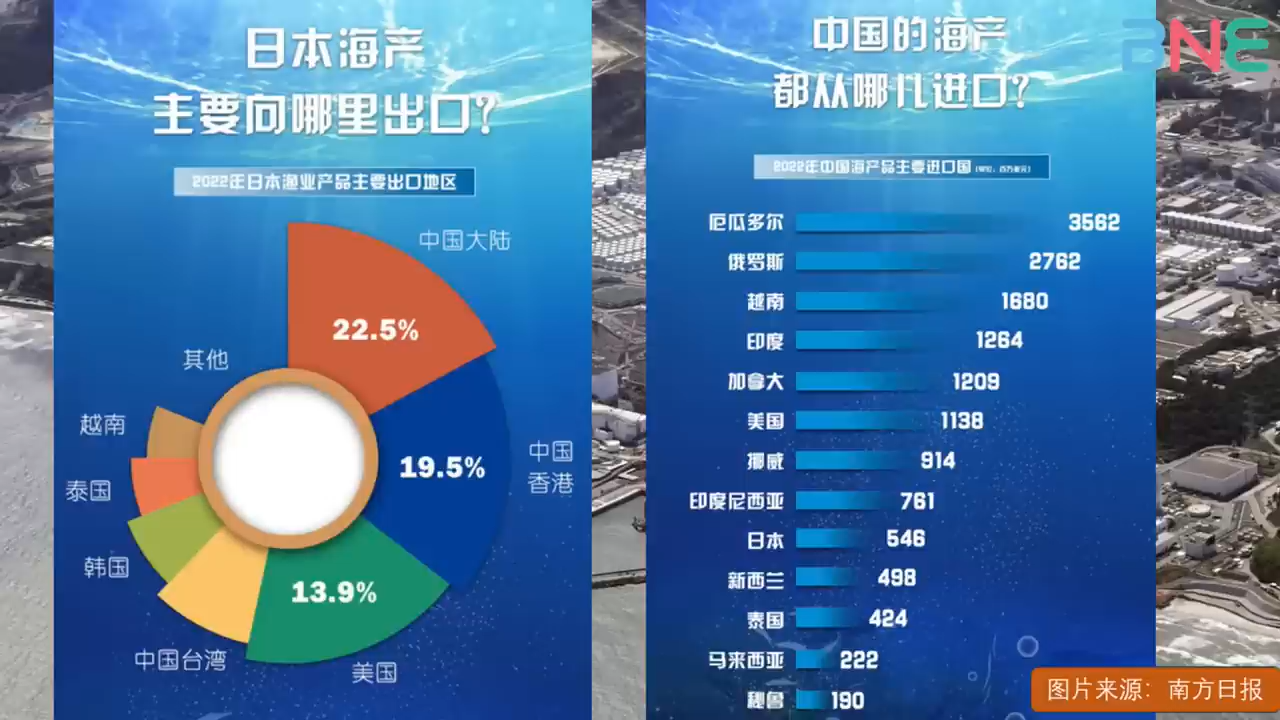 日本海产
主要向哪里出口?
2022年日本渔业产品主要出口地区
中国大陆
22.5%
中国
香港
19.5%
13.9%
美国
中国台湾
韩国
泰国
越南
其他
中国的海产
都从哪儿进口?
2022年中国海产品主要进口国(单位:百万美元)
厄瓜多尔 3562
俄罗斯 2762
越南 1680
印度 1264
加拿大 1209
美国 1138
挪威 914
印度尼西亚 761
日本 546
新西兰 498
泰国 424
马来西亚 222
秘鲁 190
BNE
图片来源：南方日报